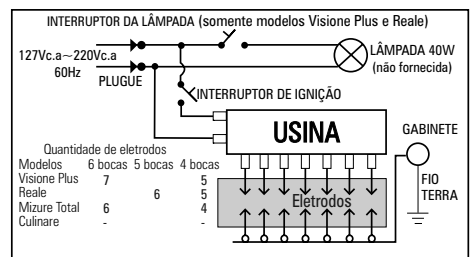 INTERRUPTOR DA LÂMPADA (somente modelos Visione Plus e Reale)
127Vc.a~220Vc.a
60Hz
PLUGUE
LÂMPADA 40W
(não fornecida)
INTERRUPTOR DE IGNIÇÃO
USINA
GABINETE
Quantidade de eletrodos
Modelos 6 bocas 5 bocas 4 bocas
Visione Plus 7 5
Reale 6 5
Mizure Total 6 4
Culinare - -
Eletrodos
FIO
TERRA